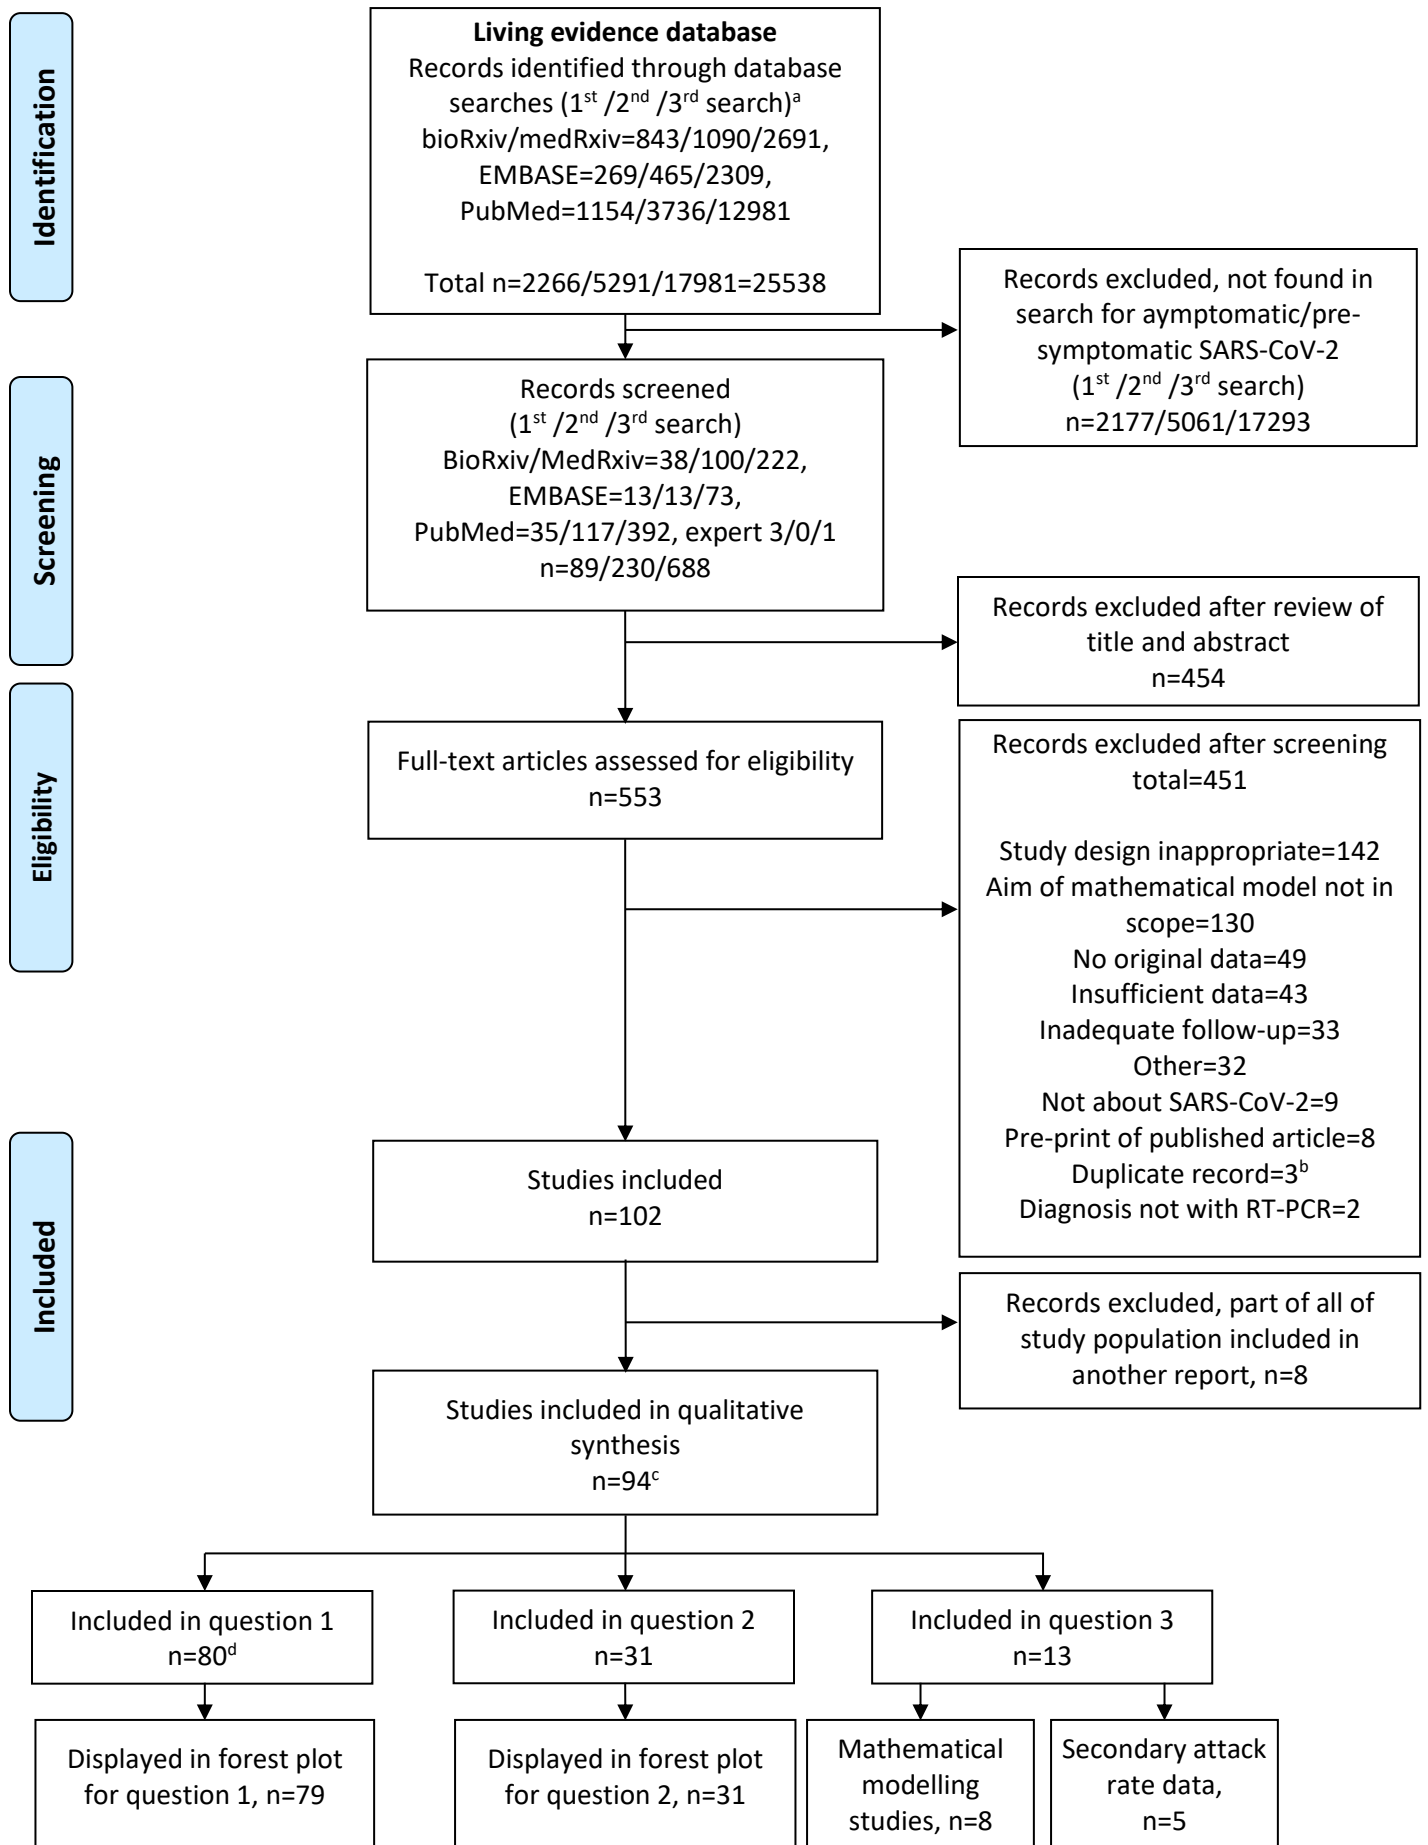 Identification
Living evidence database
Records identified through database
searches (1st /2nd /3rd search)a
bioRxiv/medRxiv=843/1090/2691,
EMBASE=269/465/2309,
PubMed=1154/3736/12981
Total n=2266/5291/17981=25538
Records excluded, not found in
search for aymptomatic/pre-
symptomatic SARS-CoV-2
(1st /2nd /3rd search)
n=2177/5061/17293
Screening
Records screened
(1st /2nd /3rd search)
BioRxiv/MedRxiv=38/100/222,
EMBASE=13/13/73,
PubMed=35/117/392, expert 3/0/1
n=89/230/688
Records excluded after review of
title and abstract
n=454
Eligibility
Full-text articles assessed for eligibility
n=553
Records excluded after screening
total=451
Study design inappropriate=142
Aim of mathematical model not in
scope=130
No original data=49
Insufficient data=43
Inadequate follow-up=33
Other=32
Not about SARS-CoV-2=9
Pre-print of published article=8
Duplicate record=3b
Diagnosis not with RT-PCR=2
Included
Studies included
n=102
Records excluded, part of all of
study population included in
another report, n=8
Studies included in qualitative
synthesis
n=94c
Included in question 1
n=80d
Included in question 2
n=31
Included in question 3
n=13
Displayed in forest plot
for question 1, n=79
Displayed in forest plot
for question 2, n=31
Mathematical
modelling
studies, n=8
Secondary attack
rate data,
n=5